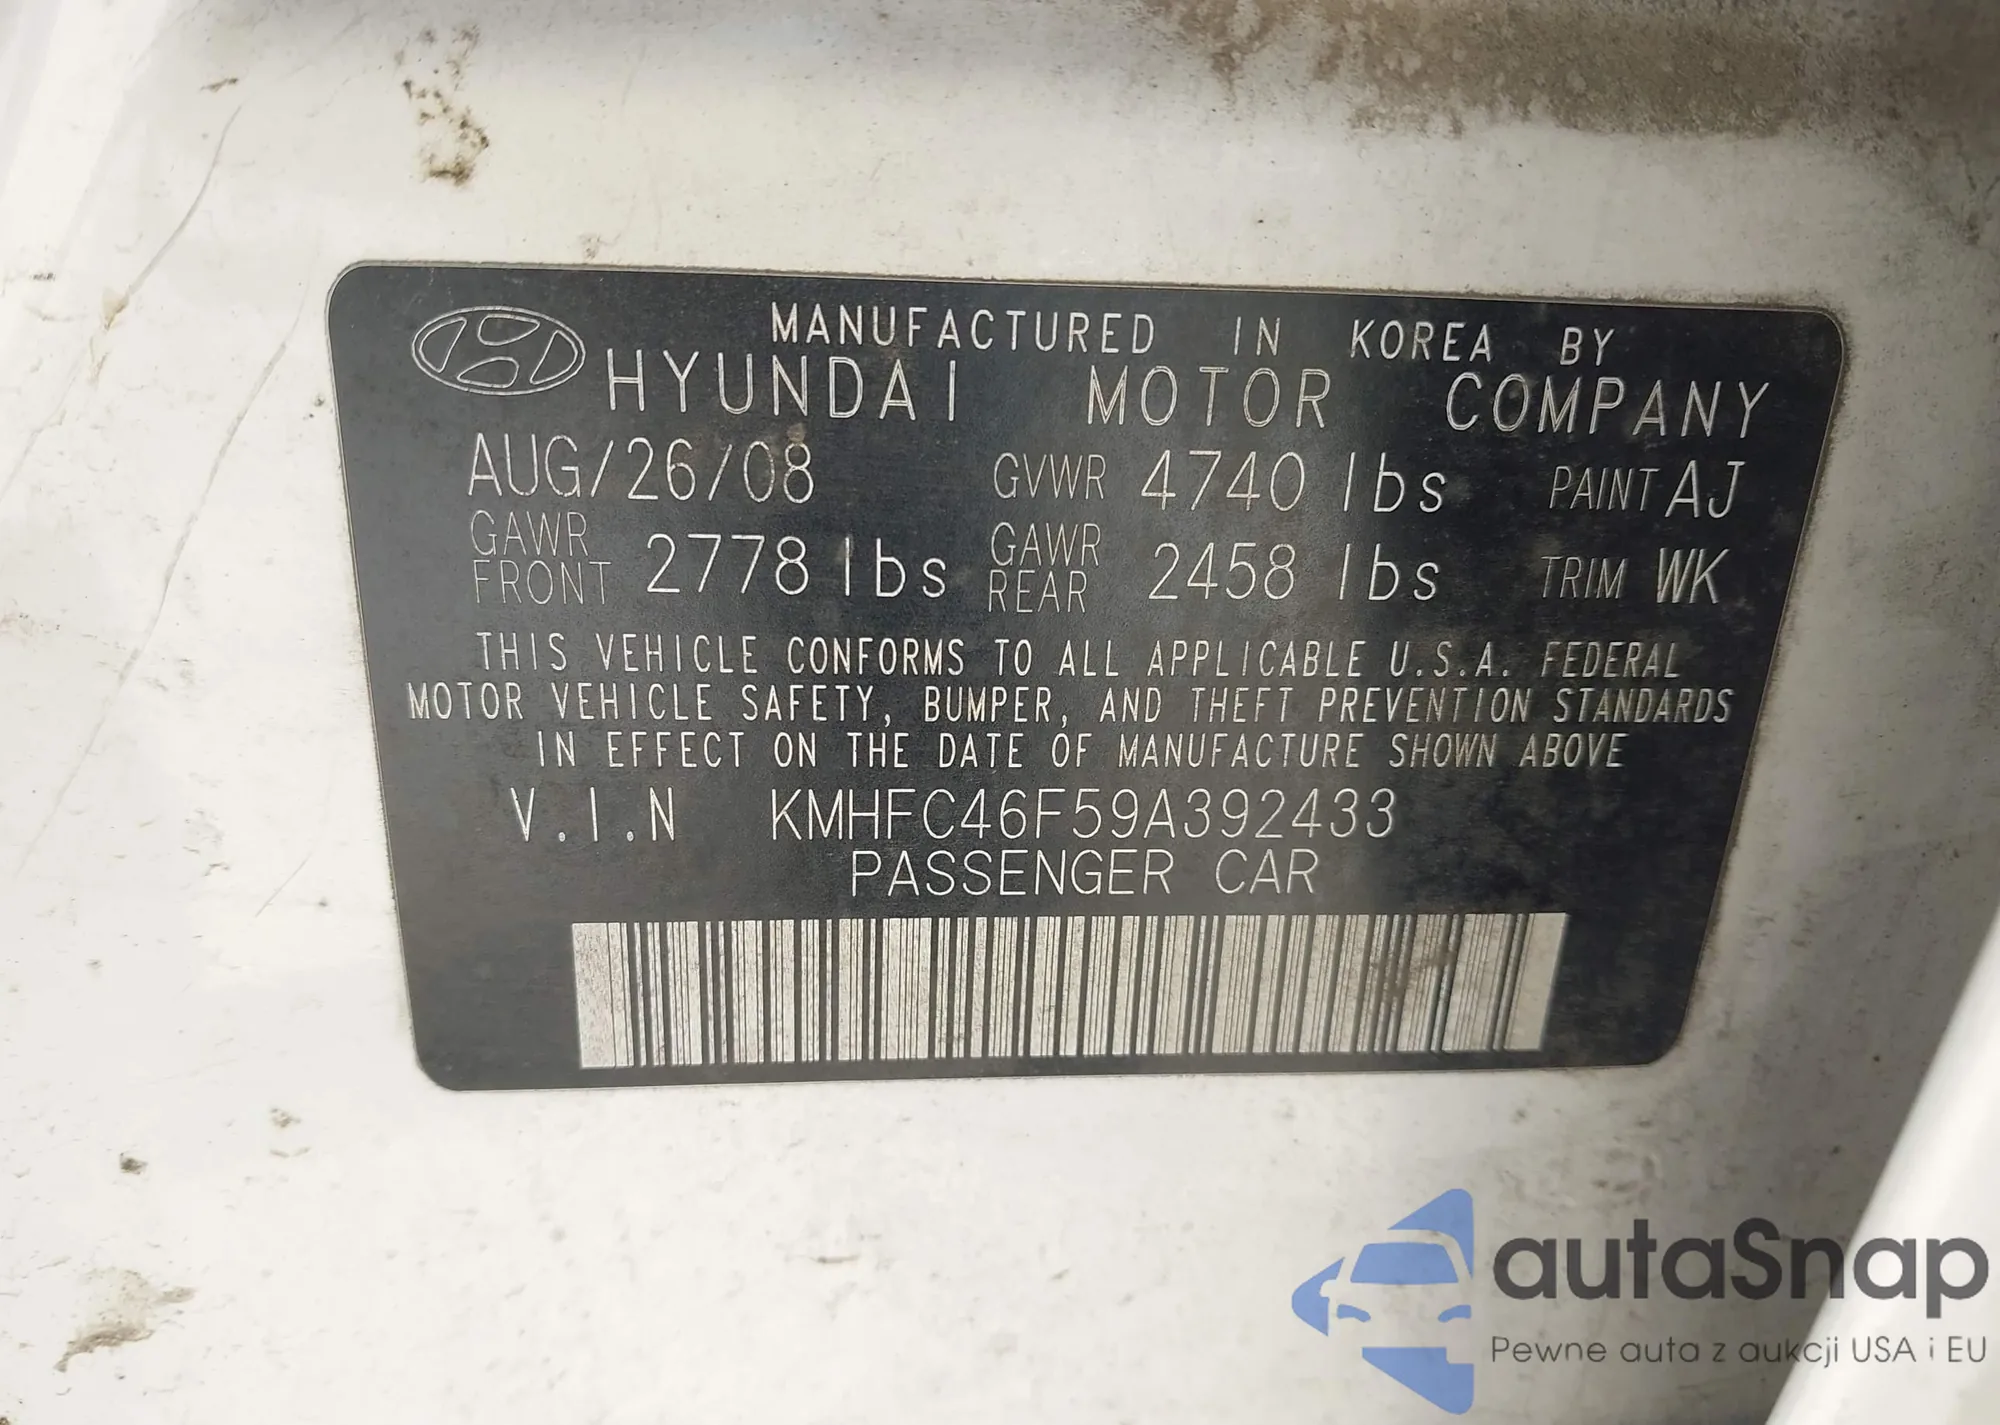 MANUFACTURED IN KOREA BY
HYUNDAI MOTOR COMPANY
AUG/26/08 GVWR 4740 lbs PAINT AJ
GAWR FRONT 2778 lbs GAWR REAR 2458 lbs TRIM WK
THIS VEHICLE CONFORMS TO ALL APPLICABLE U.S.A. FEDERAL
MOTOR VEHICLE SAFETY, BUMPER, AND THEFT PREVENTION STANDARDS
IN EFFECT ON THE DATE OF MANUFACTURE SHOWN ABOVE
V.I.N KMHFC46F59A392433
PASSENGER CAR
autaSnap
Pewne auta z aukcji USA i EU